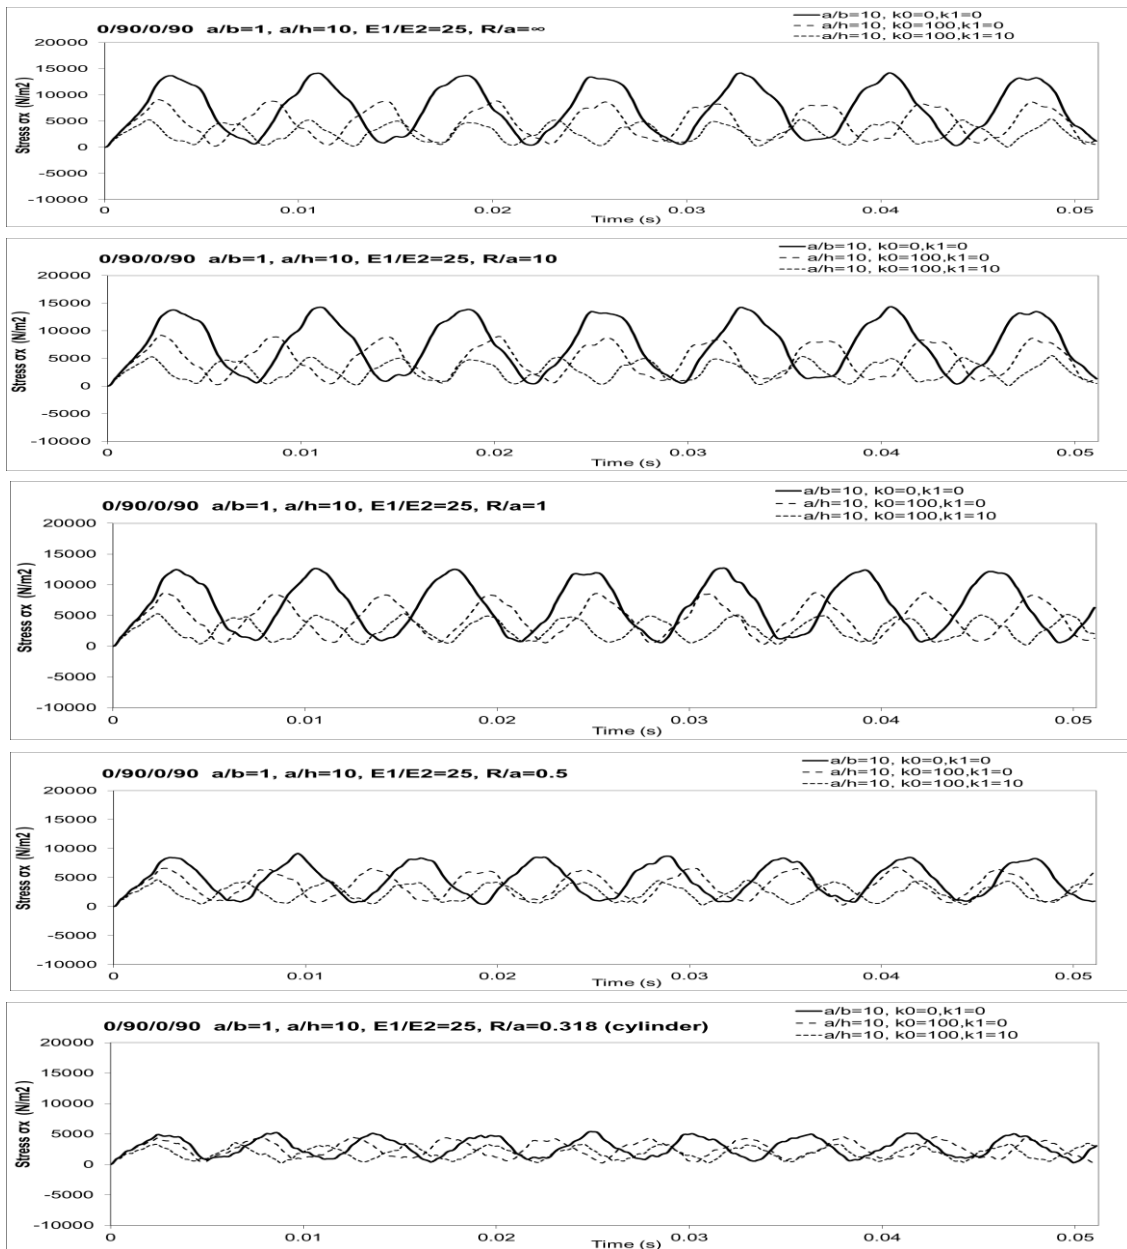 0/90/0/90 a/b=1, a/h=10, E1/E2=25, R/a=∞
a/b=10, k0=0,k1=0
a/h=10, k0=100,k1=0
a/h=10, k0=100,k1=10
Stress σx (N/m2)
20000
15000
10000
5000
0
-5000
-10000
0
0.01
0.02
0.03
0.04
0.05
Time (s)
0/90/0/90 a/b=1, a/h=10, E1/E2=25, R/a=10
a/b=10, k0=0,k1=0
a/h=10, k0=100,k1=0
a/h=10, k0=100,k1=10
Stress σx (N/m2)
20000
15000
10000
5000
0
-5000
-10000
0
0.01
0.02
0.03
0.04
0.05
Time (s)
0/90/0/90 a/b=1, a/h=10, E1/E2=25, R/a=1
a/b=10, k0=0,k1=0
a/h=10, k0=100,k1=0
a/h=10, k0=100,k1=10
Stress σx (N/m2)
20000
15000
10000
5000
0
-5000
-10000
0
0.01
0.02
0.03
0.04
0.05
Time (s)
0/90/0/90 a/b=1, a/h=10, E1/E2=25, R/a=0.5
a/b=10, k0=0,k1=0
a/h=10, k0=100,k1=0
a/h=10, k0=100,k1=10
Stress σx (N/m2)
20000
15000
10000
5000
0
-5000
-10000
0
0.01
0.02
0.03
0.04
0.05
Time (s)
0/90/0/90 a/b=1, a/h=10, E1/E2=25, R/a=0.318 (cylinder)
a/b=10, k0=0,k1=0
a/h=10, k0=100,k1=0
a/h=10, k0=100,k1=10
Stress σx (N/m2)
20000
15000
10000
5000
0
-5000
-10000
0
0.01
0.02
0.03
0.04
0.05
Time (s)